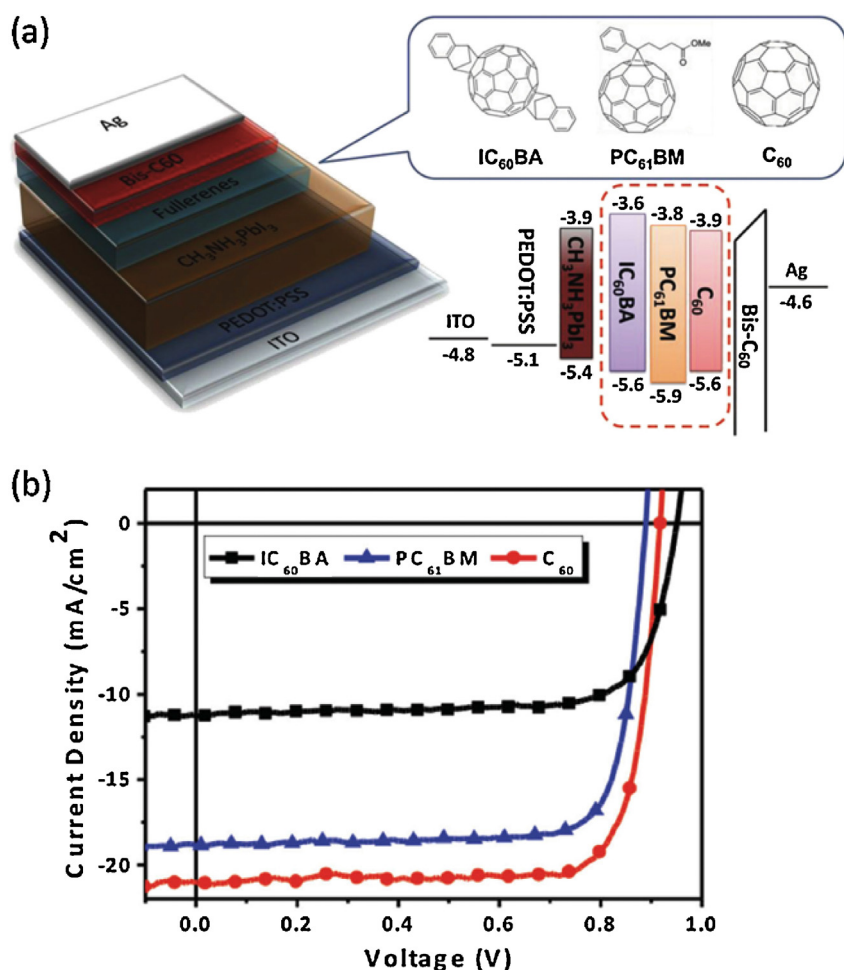 (a)
OMe
O
IC₆₀BA
PC₆₁BM
C₆₀
Ag
Bis-C60
Fullerenes
CH₃NH₃PbI₃
PEDOT:PSS
ITO
ITO
-4.8
PEDOT:PSS
-5.1
-3.9
CH₃NH₃PbI₃
-5.4
-3.6
IC₆₀BA
-5.6
-3.8
PC₆₁BM
-5.9
-3.9
C₆₀
-5.6
Bis-C₆₀
Ag
-4.6
(b)
IC₆₀BA PC₆₁BM C₆₀
Current Density (mA/cm²)
0
-5
-10
-15
-20
0.0 0.2 0.4 0.6 0.8 1.0
Voltage (V)